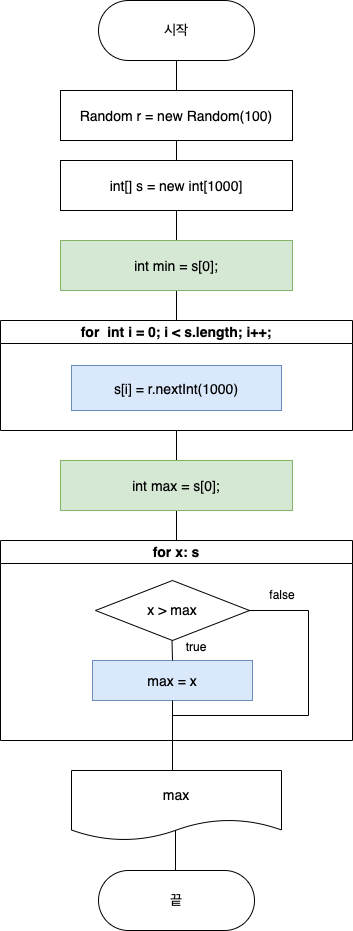 시작
Random r = new Random(100)
int[] s = new int[1000]
int min = s[0];
for  int i = 0; i < s.length; i++;
s[i] = r.nextInt(1000)
int max = s[0];
for x: s
x > max
false
true
max = x
max
끝